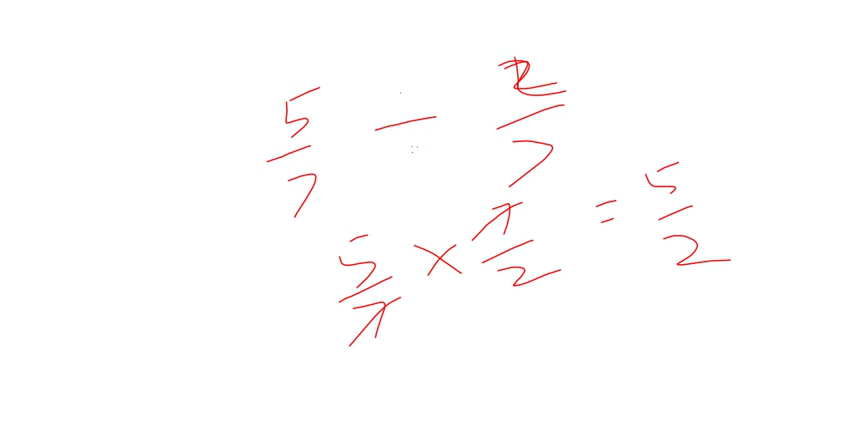 5/7 ÷ 2/7
5/7 × 7/2 = 5/2